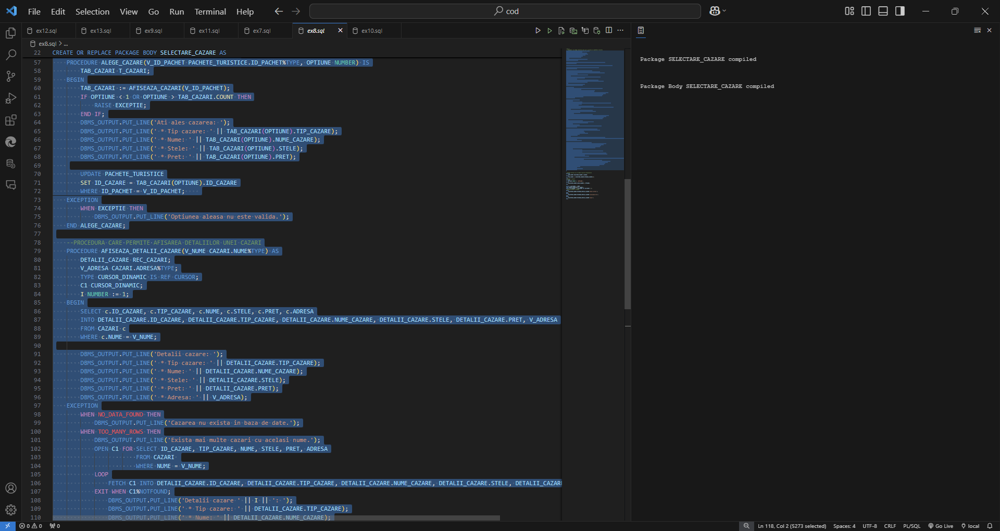 File Edit Selection View Go Run Terminal Help
cod
ex12.sql ex13.sql ex9.sql ex11.sql ex7.sql ex8.sql ex10.sql
ex8.sql > ...
22 CREATE OR REPLACE PACKAGE BODY SELECTARE_CAZARE AS
57 PROCEDURE ALEGE_CAZARE(V_ID_PACHET PACHETE_TURISTICE.ID_PACHET%TYPE, OPTIUNE NUMBER) IS
58 TAB_CAZARI T_CAZARI;
59 BEGIN
60 TAB_CAZARI := AFISEAZA_CAZARI(V_ID_PACHET);
61 IF OPTIUNE < 1 OR OPTIUNE > TAB_CAZARI.COUNT THEN
62 RAISE EXCEPTIE;
63 END IF;
64 DBMS_OUTPUT.PUT_LINE('Ati ales cazarea: ');
65 DBMS_OUTPUT.PUT_LINE(' * Tip cazare: ' || TAB_CAZARI(OPTIUNE).TIP_CAZARE);
66 DBMS_OUTPUT.PUT_LINE(' * Nume: ' || TAB_CAZARI(OPTIUNE).NUME_CAZARE);
67 DBMS_OUTPUT.PUT_LINE(' * Stele: ' || TAB_CAZARI(OPTIUNE).STELE);
68 DBMS_OUTPUT.PUT_LINE(' * Pret: ' || TAB_CAZARI(OPTIUNE).PRET);
69
70 UPDATE PACHETE_TURISTICE
71 SET ID_CAZARE = TAB_CAZARI(OPTIUNE).ID_CAZARE
72 WHERE ID_PACHET = V_ID_PACHET;
73 EXCEPTION
74 WHEN EXCEPTIE THEN
75 DBMS_OUTPUT.PUT_LINE('Optiunea aleasa nu este valida.');
76 END ALEGE_CAZARE;
77
78 --PROCEDURA CARE PERMITE AFISAREA DETALIILOR UNEI CAZARI
79 PROCEDURE AFISEAZA_DETALII_CAZARE(V_NUME CAZARI.NUME%TYPE) AS
80 DETALII_CAZARE REC_CAZARI;
81 V_ADRESA CAZARI.ADRESA%TYPE;
82 TYPE CURSOR_DINAMIC IS REF CURSOR;
83 C1 CURSOR_DINAMIC;
84 I NUMBER := 1;
85 BEGIN
86 SELECT c.ID_CAZARE, c.TIP_CAZARE, c.NUME, c.STELE, c.PRET, c.ADRESA
87 INTO DETALII_CAZARE.ID_CAZARE, DETALII_CAZARE.TIP_CAZARE, DETALII_CAZARE.NUME_CAZARE, DETALII_CAZARE.STELE, DETALII_CAZARE.PRET, V_ADRESA
88 FROM CAZARI c
89 WHERE c.NUME = V_NUME;
90
91 DBMS_OUTPUT.PUT_LINE('Detalii cazare: ');
92 DBMS_OUTPUT.PUT_LINE(' * Tip cazare: ' || DETALII_CAZARE.TIP_CAZARE);
93 DBMS_OUTPUT.PUT_LINE(' * Nume: ' || DETALII_CAZARE.NUME_CAZARE);
94 DBMS_OUTPUT.PUT_LINE(' * Stele: ' || DETALII_CAZARE.STELE);
95 DBMS_OUTPUT.PUT_LINE(' * Pret: ' || DETALII_CAZARE.PRET);
96 DBMS_OUTPUT.PUT_LINE(' * Adresa: ' || V_ADRESA);
97 EXCEPTION
98 WHEN NO_DATA_FOUND THEN
99 DBMS_OUTPUT.PUT_LINE('Cazarea nu exista in baza de date.');
100 WHEN TOO_MANY_ROWS THEN
101 DBMS_OUTPUT.PUT_LINE('Exista mai multe cazari cu acelasi nume.');
102 OPEN C1 FOR SELECT ID_CAZARE, TIP_CAZARE, NUME, STELE, PRET, ADRESA
103 FROM CAZARI
104 WHERE NUME = V_NUME;
105 LOOP
106 FETCH C1 INTO DETALII_CAZARE.ID_CAZARE, DETALII_CAZARE.TIP_CAZARE, DETALII_CAZARE.NUME_CAZARE, DETALII_CAZARE.STELE, DETALII_CAZAR
107 EXIT WHEN C1%NOTFOUND;
108 DBMS_OUTPUT.PUT_LINE('Detalii cazare ' || I || ': ');
109 DBMS_OUTPUT.PUT_LINE(' * Tip cazare: ' || DETALII_CAZARE.TIP_CAZARE);
110 DBMS_OUTPUT.PUT_LINE(' * Nume: ' || DETALII_CAZARE.NUME_CAZARE);
Package SELECTARE_CAZARE compiled
Package Body SELECTARE_CAZARE compiled
0 0 0 Ln 118, Col 2 (5273 selected) Spaces: 4 UTF-8 CRLF PL/SQL Go Live local